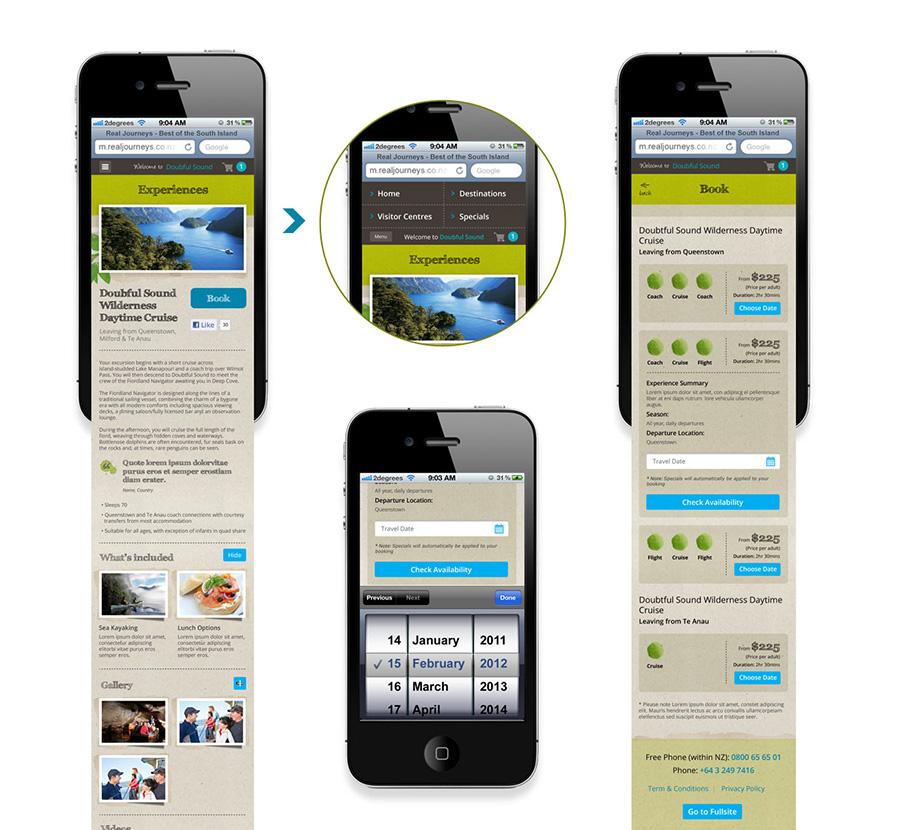 2degrees 9:04 AM 31%
Real Journeys - Best of the South Island
m.realjourneys.co.nz Google
Welcome to Doubful Sound 1
Experiences
Doubful Sound
Wilderness
Daytime Cruise
Book
Like 30
Leaving from Queenstown,
Milford & Te Anau
Your excursion begins with a short cruise across
island-studded Lake Manapouri and a coach trip over Wilmot
Pass. You will then descend to Doubful Sound to meet the
crew of the Fiordland Navigator awaiting you in Deep Cove.
The Fiordland Navigator is designed along the lines of a
traditional sailing vessel, combining the charm of a bygone
era with all modern comforts including spacious viewing
decks, a dining saloon/fully licensed bar and an observation
lounge.
During the afternoon, you will cruise the full length of the
fiord, weaving through hidden coves and waterways.
Bottlenose dolphins are often encountered, fur seals bask on
the rocks and, at times, rare penguins can be seen.
Quote lorem ipsum dolorvitae
purus eros et semper erostiam
diam erater.
Name, Country
• Sleeps 70
• Queenstown and Te Anau coach connections with courtesy
transfers from most accommodation
• Suitable for all ages, with exception of infants in quad share
What's included Hide
Sea Kayaking
Lorem ipsum dolor sit amet,
consectetur adipiscing
elitorbi vitae purus eros
semper eros.
Lunch Options
Lorem ipsum dolor sit amet,
consectetur adipiscing
elitorbi vitae purus eros
semper eros.
Gallery
Videos
2degrees 9:04 AM 31%
Real Journeys - Best of the South Island
m.realjourneys.co.nz Google
> Home > Destinations
> Visitor Centres > Specials
Menu Welcome to Doubful Sound 1
Experiences
2degrees 9:03 AM 31%
All year, daily departures
Departure Location:
Queenstown
Travel Date
* Note: Specials will automatically be applied to your
booking
Check Availability
Previous Next Done
14 January 2011
✓ 15 February 2012
16 March 2013
17 April 2014
2degrees 9:04 AM 31%
Real Journeys - Best of the South Island
m.realjourneys.co.nz Google
Welcome to Doubful Sound 1
back Book
Doubtful Sound Wilderness Daytime
Cruise
Leaving from Queenstown
Coach Cruise Coach
From $225
(Price per adult)
Duration: 2hr 30mins
Choose Date
Coach Cruise Flight
From $225
(Price per adult)
Duration: 2hr 30mins
Experience Summary
Lorem ipsum dolor sit amet, con adipiscg ei pellentesque
liber at eni daps rutrum. lore vehicula ullamcorper
augue.
Season:
All year, daily departures
Departure Location:
Queenstown
Travel Date
* Note: Specials will automatically be applied to your
booking
Check Availability
Flight Cruise Flight
From $225
(Price per adult)
Duration: 2hr 30mins
Choose Date
Doubtful Sound Wilderness Daytime
Cruise
Leaving from Te Anau
Cruise
From $225
(Price per adult)
Duration: 2hr 30mins
Choose Date
* Please note Lorem ipsum dolor sit amet, consectetur adipiscing
elit. Mauris hendrerit lectus ac arcu convallis ullamcorper
elellenctus sed suscipit euismos ut tristique seer.
Free Phone (within NZ): 0800 65 65 01
Phone: +64 3 249 7416
Term & Conditions | Privacy Policy
Go to Fullsite